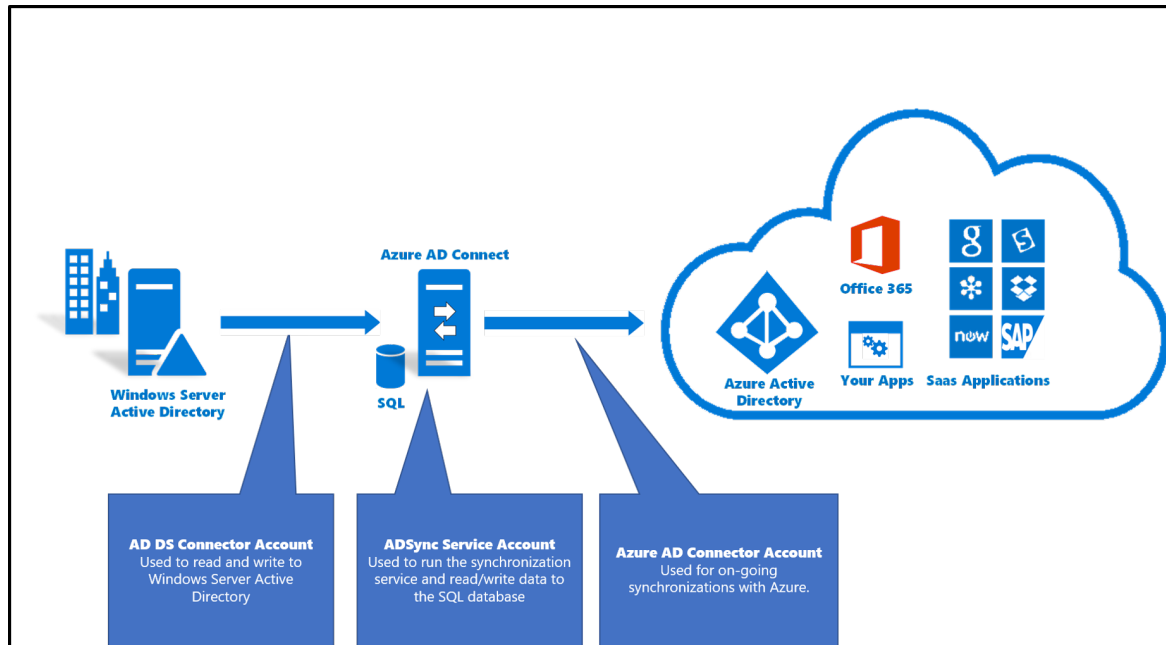 Azure AD Connect
Windows Server
Active Directory
SQL
Office 365
Azure Active
Directory
Your Apps
Saas Applications
g
now
SAP
AD DS Connector Account
Used to read and write to
Windows Server Active
Directory
ADSync Service Account
Used to run the synchronization
service and read/write data to
the SQL database
Azure AD Connector Account
Used for on-going
synchronizations with Azure.